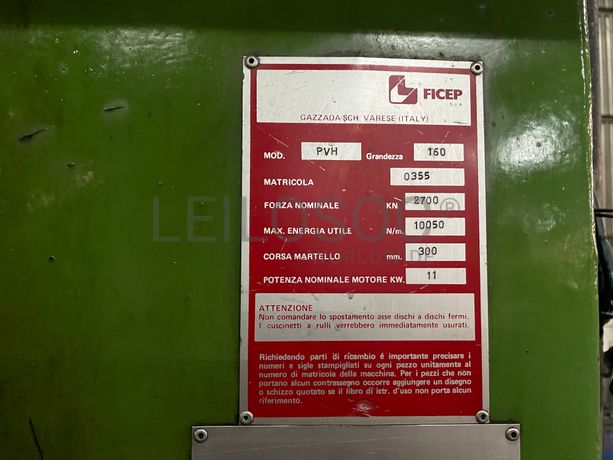 FICEP
S.p.A.
GAZZADA SCH. VARESE (ITALY)
MOD. PVH Grandezza 160
MATRICOLA 0355
FORZA NOMINALE KN 2700
MAX. ENERGIA UTILE N/m. 10050
CORSA MARTELLO mm. 300
POTENZA NOMINALE MOTORE KW. 11
ATTENZIONE
Non comandare lo spostamento asse dischi a dischi fermi.
I cuscinetti a rulli verrebbero immediatamente usurati.
Richiedendo parti di ricambio é importante precisare i
numeri e sigle stampigliati su ogni pezzo unitamente al
numero di matricola della macchina. Per i pezzi che non
portano alcun contrassegno occorre aggiungere un disegno
o schizzo quotato se il libro di istr. d'uso non porta alcun
riferimento.
LEILOSOC®
WORLDWIDE